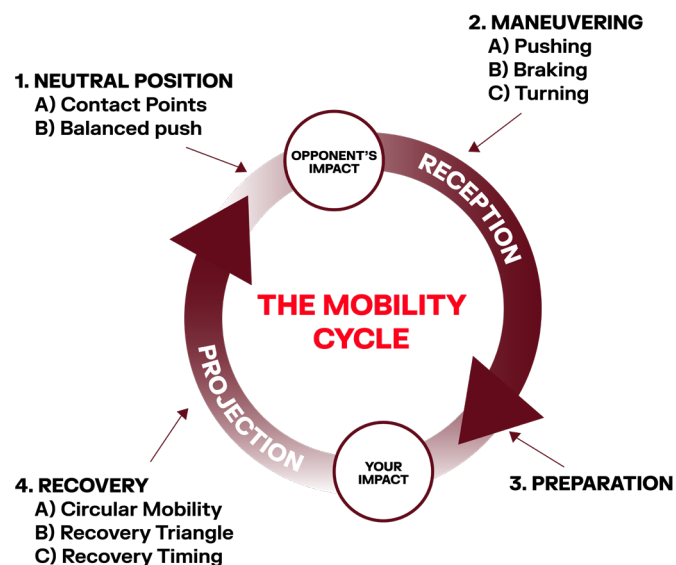 2. MANEUVERING
A) Pushing
B) Braking
C) Turning
1. NEUTRAL POSITION
A) Contact Points
B) Balanced push
OPPONENT'S
IMPACT
RECEPTION
THE MOBILITY
CYCLE
PROJECTION
YOUR
IMPACT
3. PREPARATION
4. RECOVERY
A) Circular Mobility
B) Recovery Triangle
C) Recovery Timing